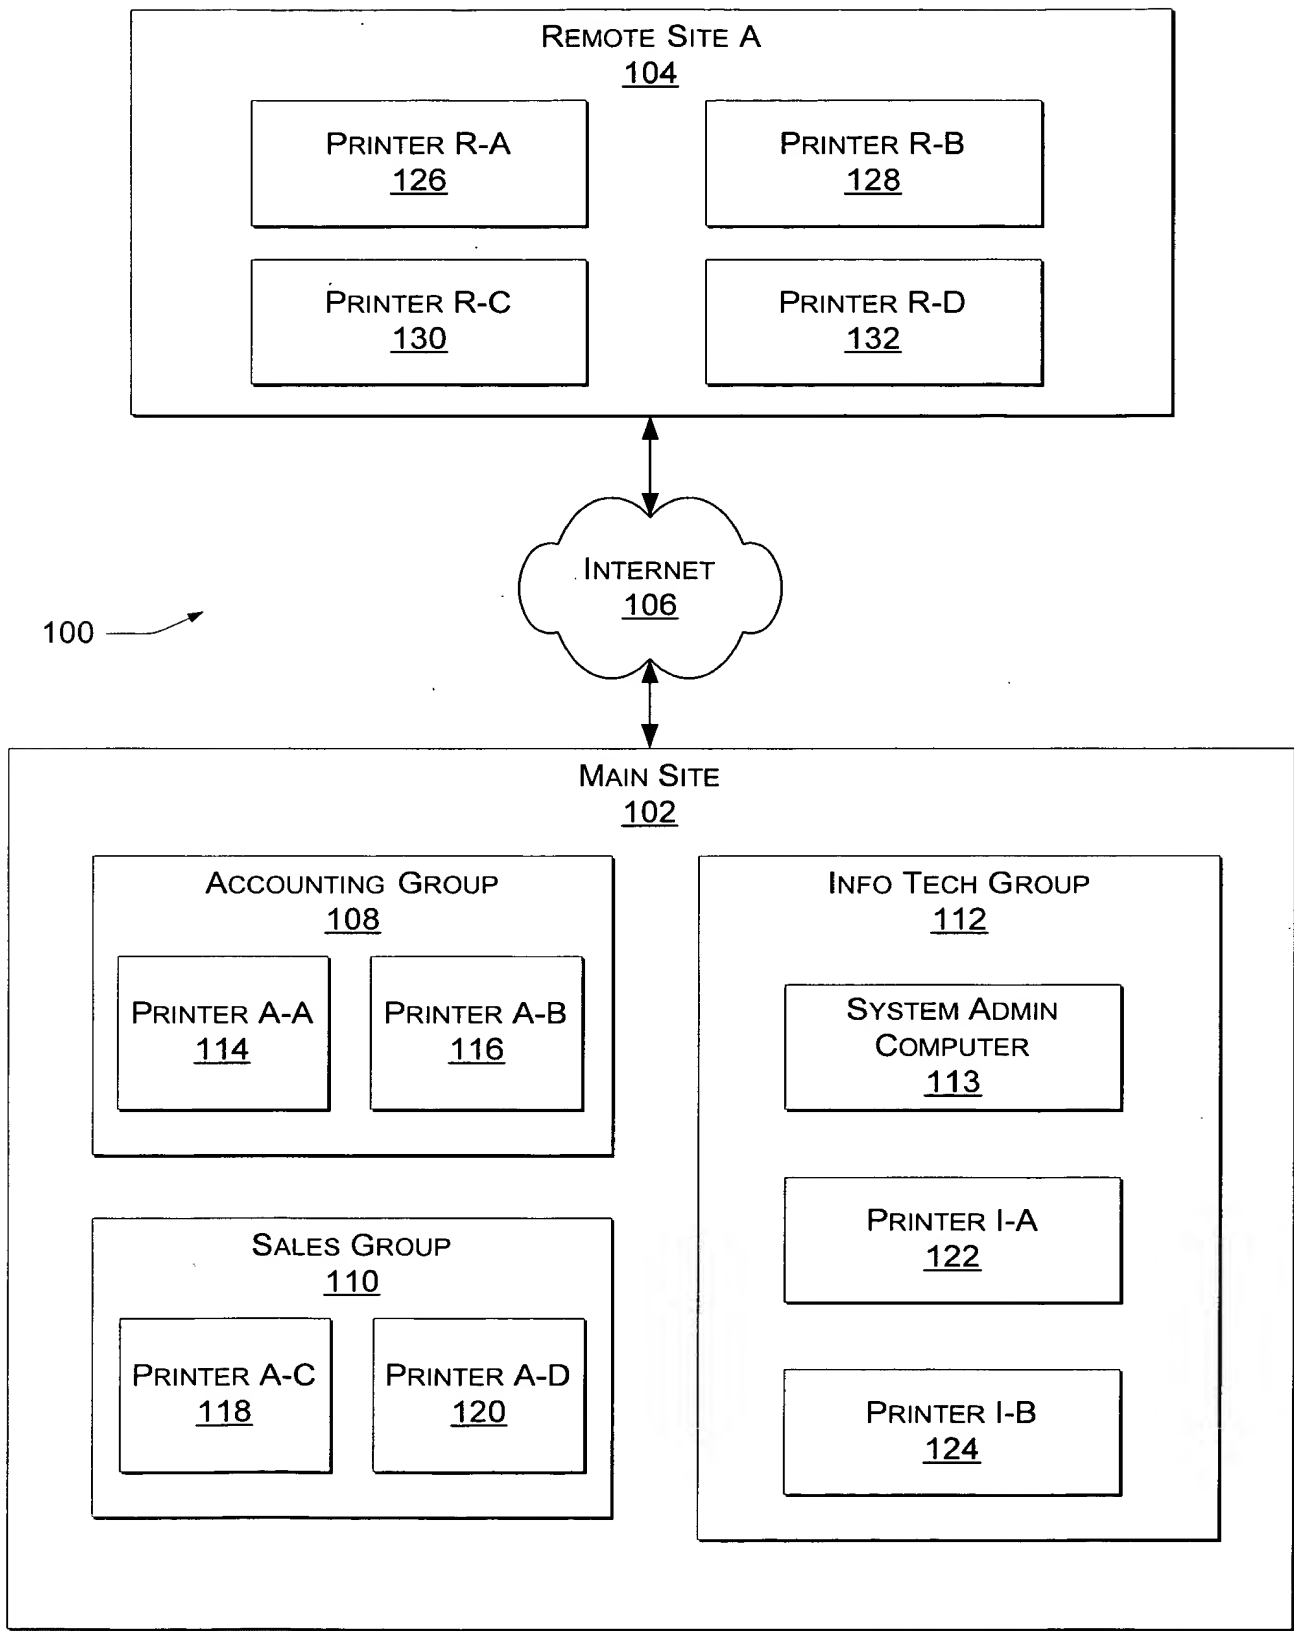 REMOTE SITE A
104
PRINTER R-A
126
PRINTER R-B
128
PRINTER R-C
130
PRINTER R-D
132
INTERNET
106
100
MAIN SITE
102
ACCOUNTING GROUP
108
PRINTER A-A
114
PRINTER A-B
116
INFO TECH GROUP
112
SYSTEM ADMIN
COMPUTER
113
PRINTER I-A
122
PRINTER I-B
124
SALES GROUP
110
PRINTER A-C
118
PRINTER A-D
120